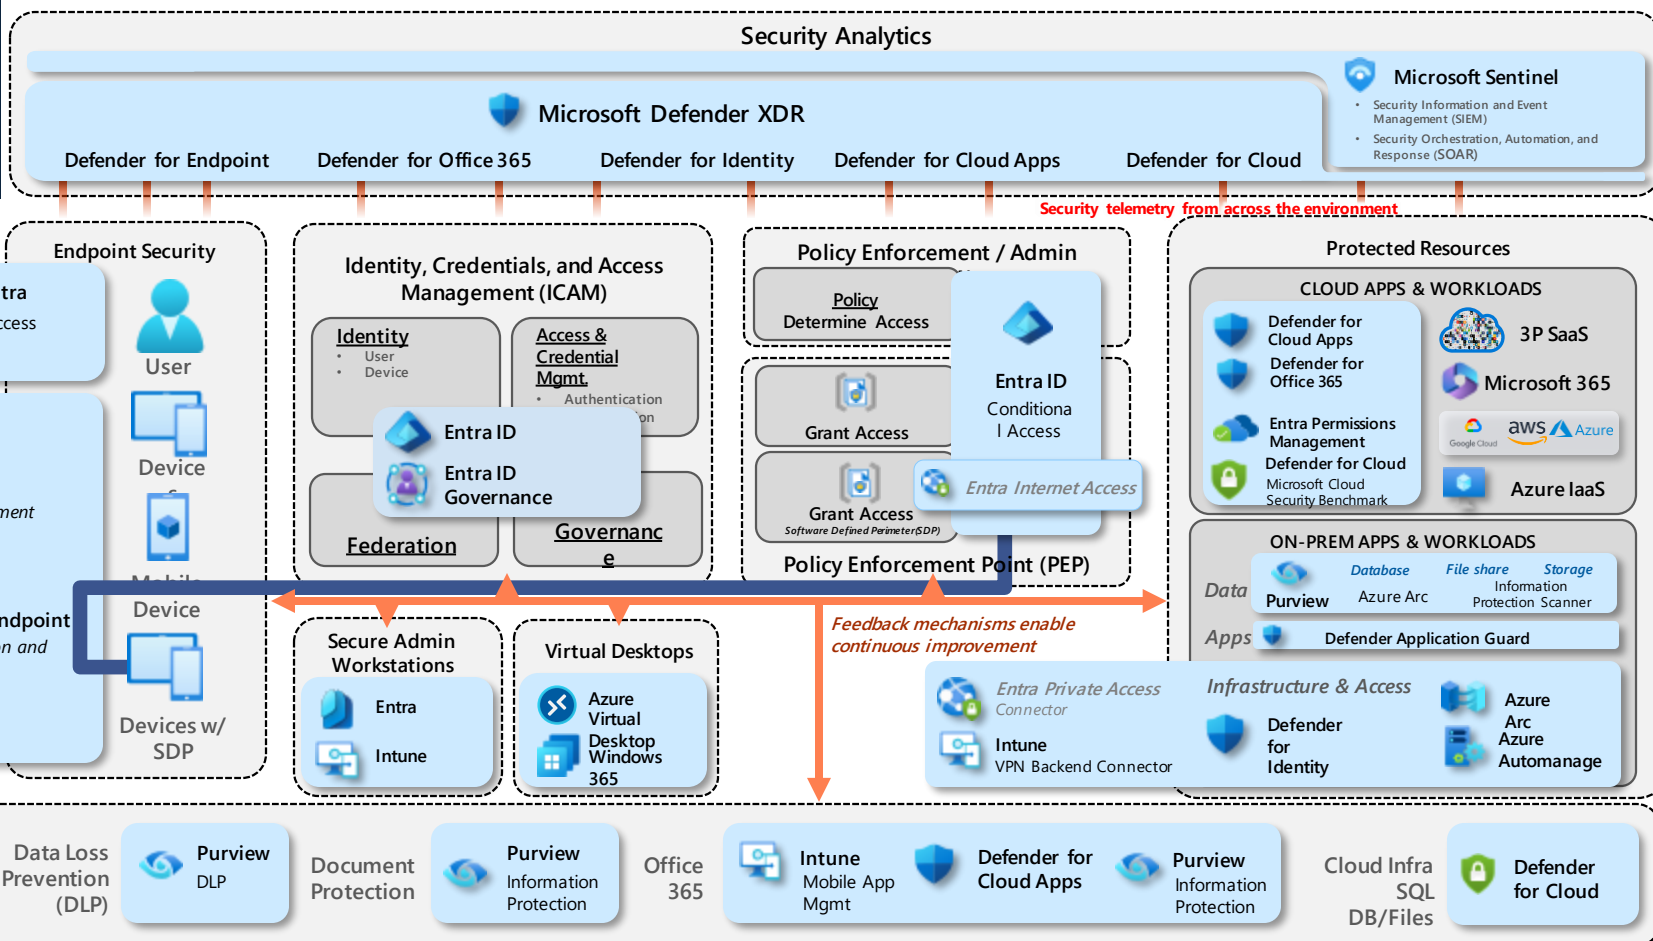 Security Analytics
Microsoft Sentinel
• Security Information and Event
Management (SIEM)
• Security Orchestration, Automation, and
Response (SOAR)
Microsoft Defender XDR
Defender for Endpoint
Defender for Office 365
Defender for Identity
Defender for Cloud Apps
Defender for Cloud
Security telemetry from across the environment
Endpoint Security
tra
ccess
User
Device
ment
Mobile
Device
ndpoint
on and
Devices w/
SDP
Identity, Credentials, and Access
Management (ICAM)
Identity
• User
• Device
Access &
Credential
Mgmt.
• Authentication
on
Entra ID
Entra ID
Governance
Federation
Governanc
e
Policy Enforcement / Admin
Policy
Determine Access
Grant Access
Grant Access
Software Defined Perimeter(SDP)
Entra ID
Conditiona
l Access
Entra Internet Access
Policy Enforcement Point (PEP)
Feedback mechanisms enable
continuous improvement
Secure Admin
Workstations
Entra
Intune
Virtual Desktops
Azure
Virtual
Desktop
Windows
365
Protected Resources
CLOUD APPS & WORKLOADS
Defender for
Cloud Apps
Defender for
Office 365
Entra Permissions
Management
Defender for Cloud
Microsoft Cloud
Security Benchmark
3P SaaS
Microsoft 365
Google Cloud
aws
Azure
Azure IaaS
ON-PREM APPS & WORKLOADS
Data
Purview
Database
Azure Arc
File share
Storage
Information
Protection Scanner
Apps
Defender Application Guard
Entra Private Access
Connector
Intune
VPN Backend Connector
Infrastructure & Access
Defender
for
Identity
Azure
Arc
Azure
Automanage
Data Loss
Prevention
(DLP)
Purview
DLP
Document
Protection
Purview
Information
Protection
Office
365
Intune
Mobile App
Mgmt
Defender for
Cloud Apps
Purview
Information
Protection
Cloud Infra
SQL
DB/Files
Defender
for Cloud